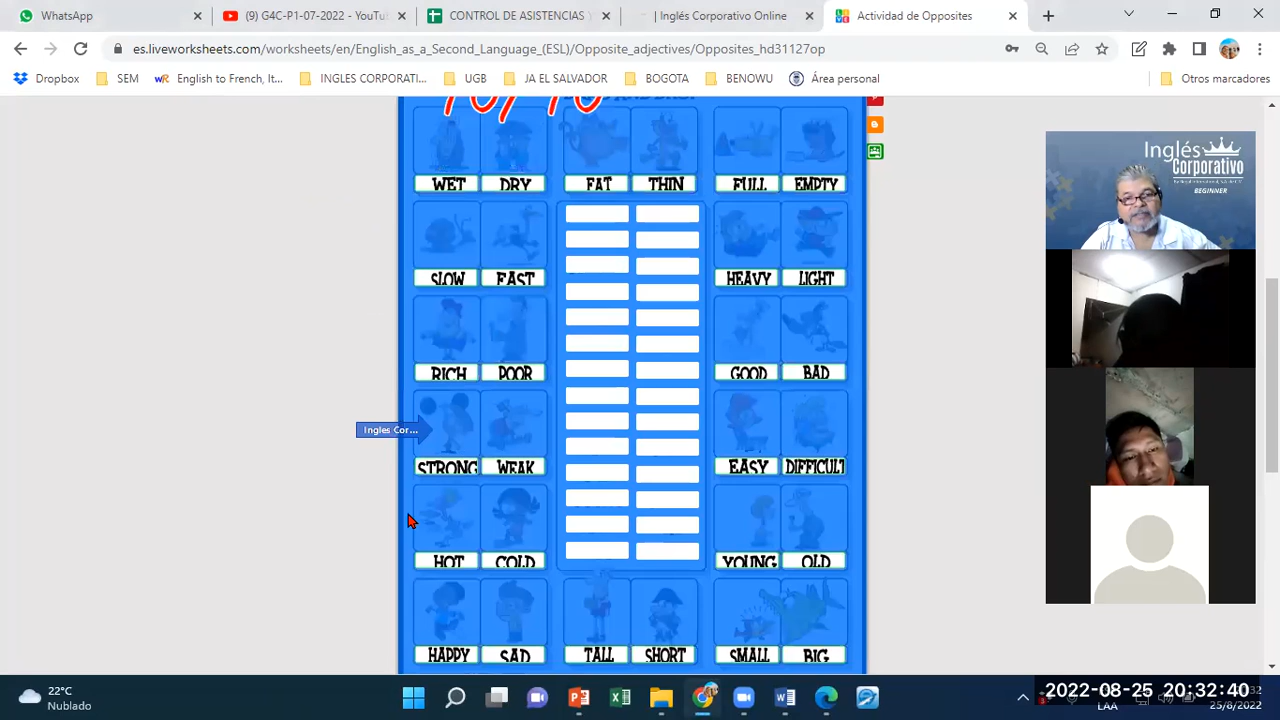 WhatsApp
(9) G4C-P1-07-2022 - YouTu
CONTROL DE ASISTENCIAS Y
Inglés Corporativo Online
Actividad de Opposites
es.liveworksheets.com/worksheets/en/English_as_a_Second_Language_(ESL)/Opposite_adjectives/Opposites_hd31127op
Dropbox
SEM
English to French, It...
INGLES CORPORATI...
UGB
JA EL SALVADOR
BOGOTA
BENOWU
Área personal
Otros marcadores
10/10
WET DRY FAT THIN FULL EMPTY
SLOW FAST HEAVY LIGHT
RICH POOR GOOD BAD
Ingles Cor...
STRONG WEAK EASY DIFFICULT
HOT COLD YOUNG OLD
HAPPY SAD TALL SHORT SMALL BIG
Inglés
Corporativo
BEGINNER
22°C
Nublado
LAA
2022-08-25 20:32:40
25/8/2022